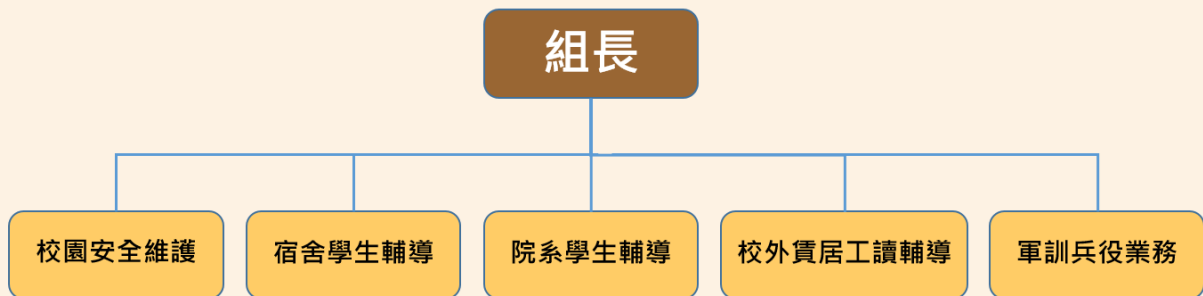 組長
校園安全維護
宿舍學生輔導
院系學生輔導
校外賃居工讀輔導
軍訓兵役業務